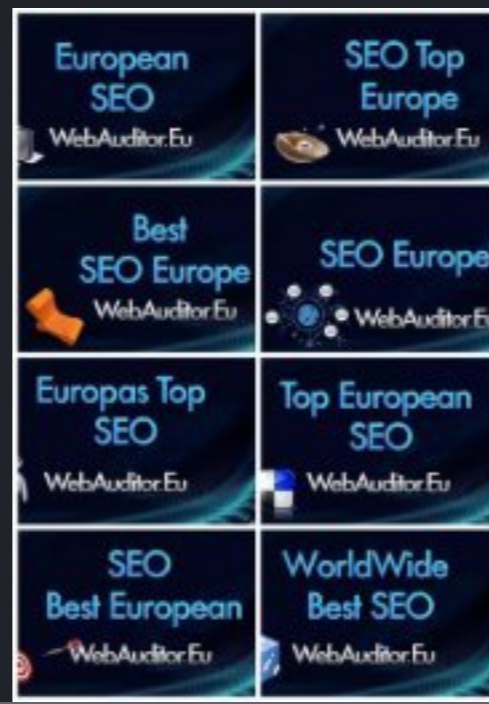 European
SEO
WebAuditor.Eu
SEO Top
Europe
WebAuditor.Eu
Best
SEO Europe
WebAuditor.Eu
SEO Europe
WebAuditor.Eu
Europas Top
SEO
WebAuditor.Eu
Top European
SEO
WebAuditor.Eu
SEO
Best European
WebAuditor.Eu
WorldWide
Best SEO
WebAuditor.Eu